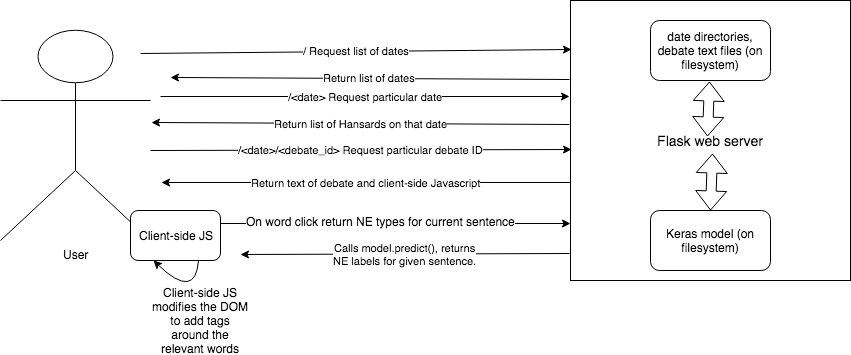 / Request list of dates
Return list of dates
/<date> Request particular date
Return list of Hansards on that date
/<date>/<debate_id> Request particular debate ID
Return text of debate and client-side Javascript
On word click return NE types for current sentence
Calls model.predict(), returns
NE labels for given sentence.
User
Client-side JS
Client-side JS
modifies the DOM
to add tags
around the
relevant words
date directories,
debate text files (on
filesystem)
Flask web server
Keras model (on
filesystem)